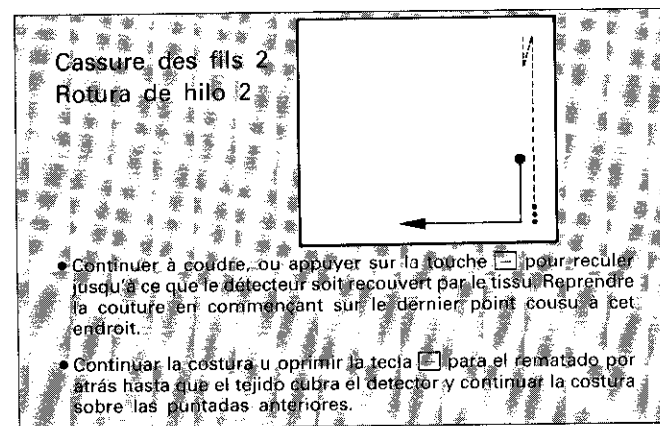 Cassure des fils 2
Rotura de hilo 2
• Continuer à coudre, ou appuyer sur la touche [—] pour reculer
jusqu'à ce que le détecteur soit recouvert par le tissu. Reprendre
la couture en commençant sur le dernier point cousu à cet
endroit.
• Continuar la costura u oprimir la tecla [—] para el rematado por
atrás hasta que el tejido cubra el detector y continuar la costura
sobre las puntadas anteriores.